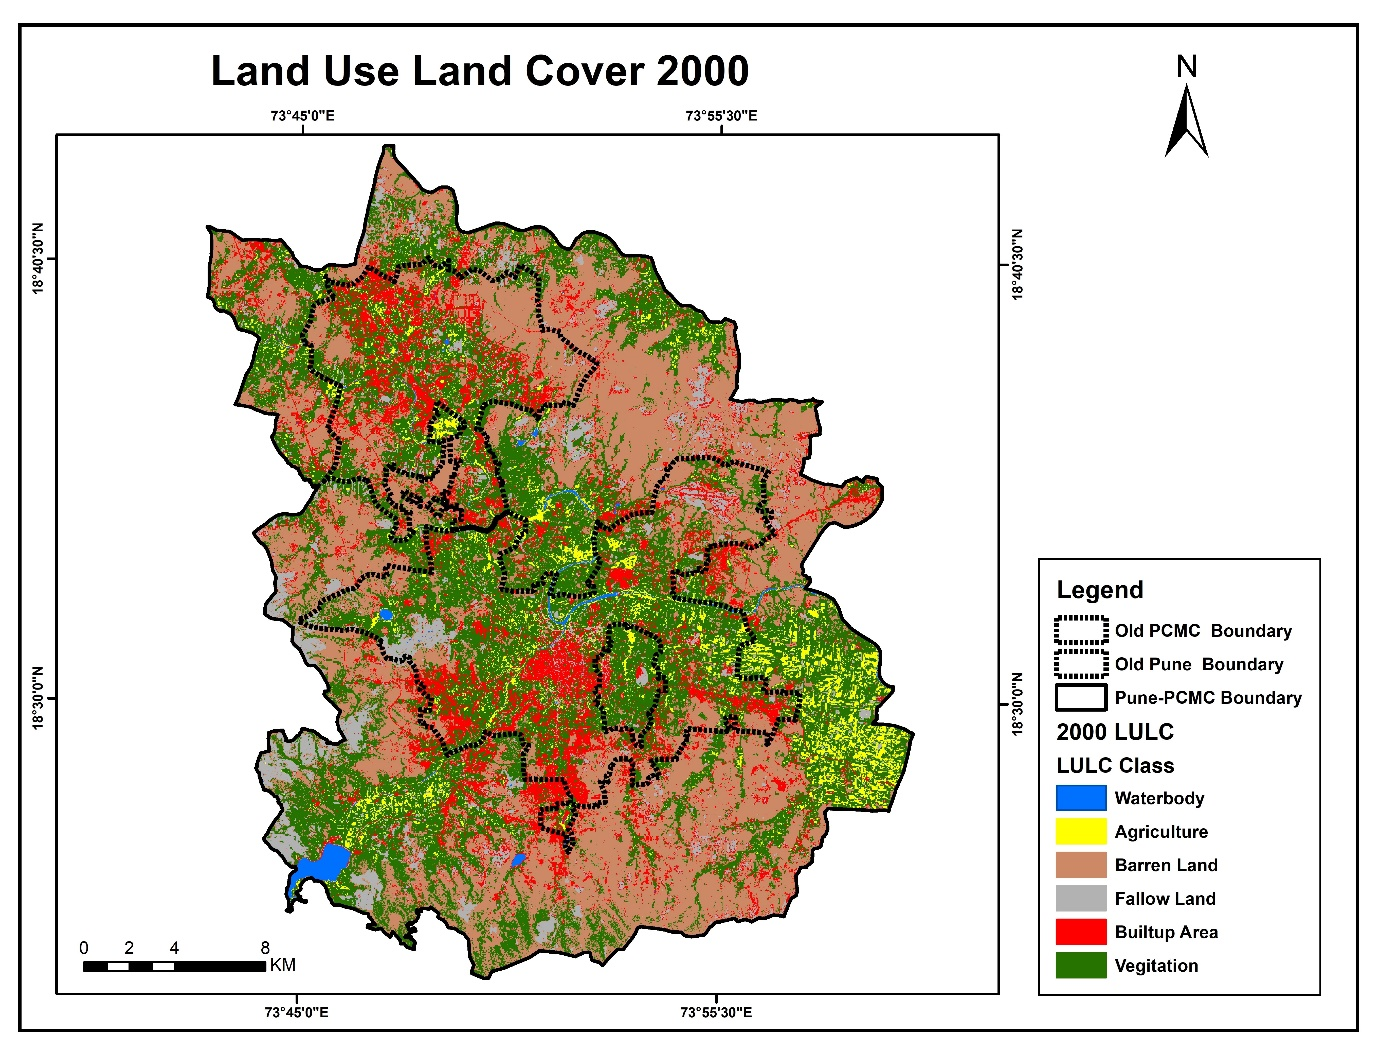 Land Use Land Cover 2000
N
73°45'0"E
73°55'30"E
18°40'30"N
18°40'30"N
18°30'0"N
18°30'0"N
Legend
Old PCMC Boundary
Old Pune Boundary
Pune-PCMC Boundary
2000 LULC
LULC Class
Waterbody
Agriculture
Barren Land
Fallow Land
Builtup Area
Vegitation
0 2 4 8
KM
73°45'0"E
73°55'30"E